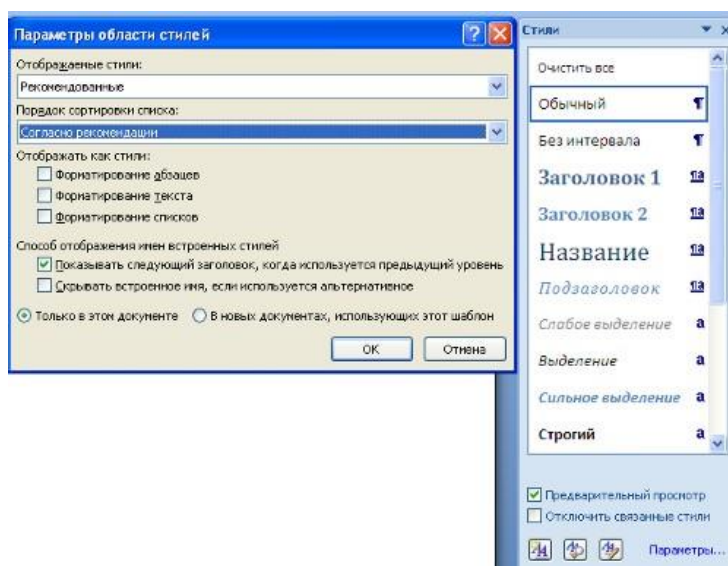 Параметры области стилей
Отображаемые стили:
Рекомендованные
Порядок сортировки списка:
Согласно рекомендации
Отображать как стили:
Форматирование абзацев
Форматирование текста
Форматирование списков
Способ отображения имен встроенных стилей
Показывать следующий заголовок, когда используется предыдущий уровень
Скрывать встроенное имя, если используется альтернативное
Только в этом документе В новых документах, использующих этот шаблон
ОК Отмена
Стили
Очистить все
Обычный ¶
Без интервала ¶
Заголовок 1 ¶a
Заголовок 2 ¶a
Название ¶a
Подзаголовок ¶a
Слабое выделение a
Выделение a
Сильное выделение a
Строгий a
Предварительный просмотр
Отключить связанные стили
Параметры...